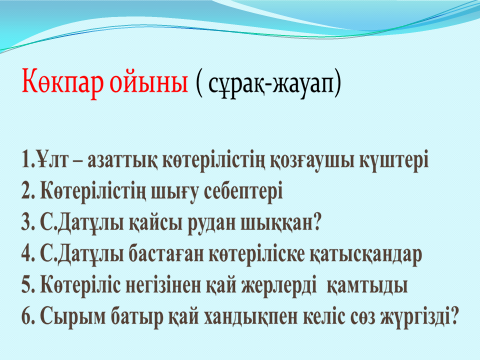 Көкпар ойыны ( сұрақ-жауап)
1.Ұлт – азаттық көтерілістің қозғаушы күштері
2. Көтерілістің шығу себептері
3. С.Датұлы қайсы рудан шыққан?
4. С.Датұлы бастаған көтеріліске қатысқандар
5. Көтеріліс негізінен қай жерлерді қамтыды
6. Сырым батыр қай хандықпен келіс сөз жүргізді?